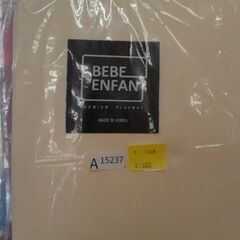 BEBE
ENFANT
PREMIUM PLAYMAT
MADE IN KOREA
A 15237